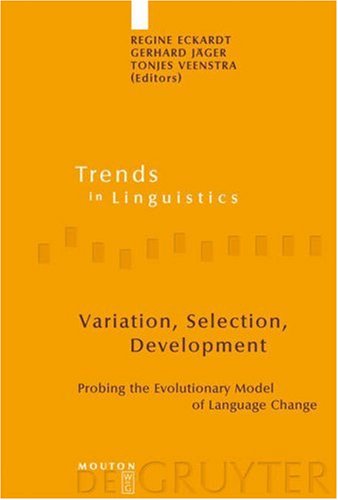 REGINE ECKARDT
GERHARD JÄGER
TONJES VEENSTRA
(Editors)
Trends
in Linguistics
Variation, Selection,
Development
Probing the Evolutionary Model
of Language Change
MOUTON
DE GRUYTER